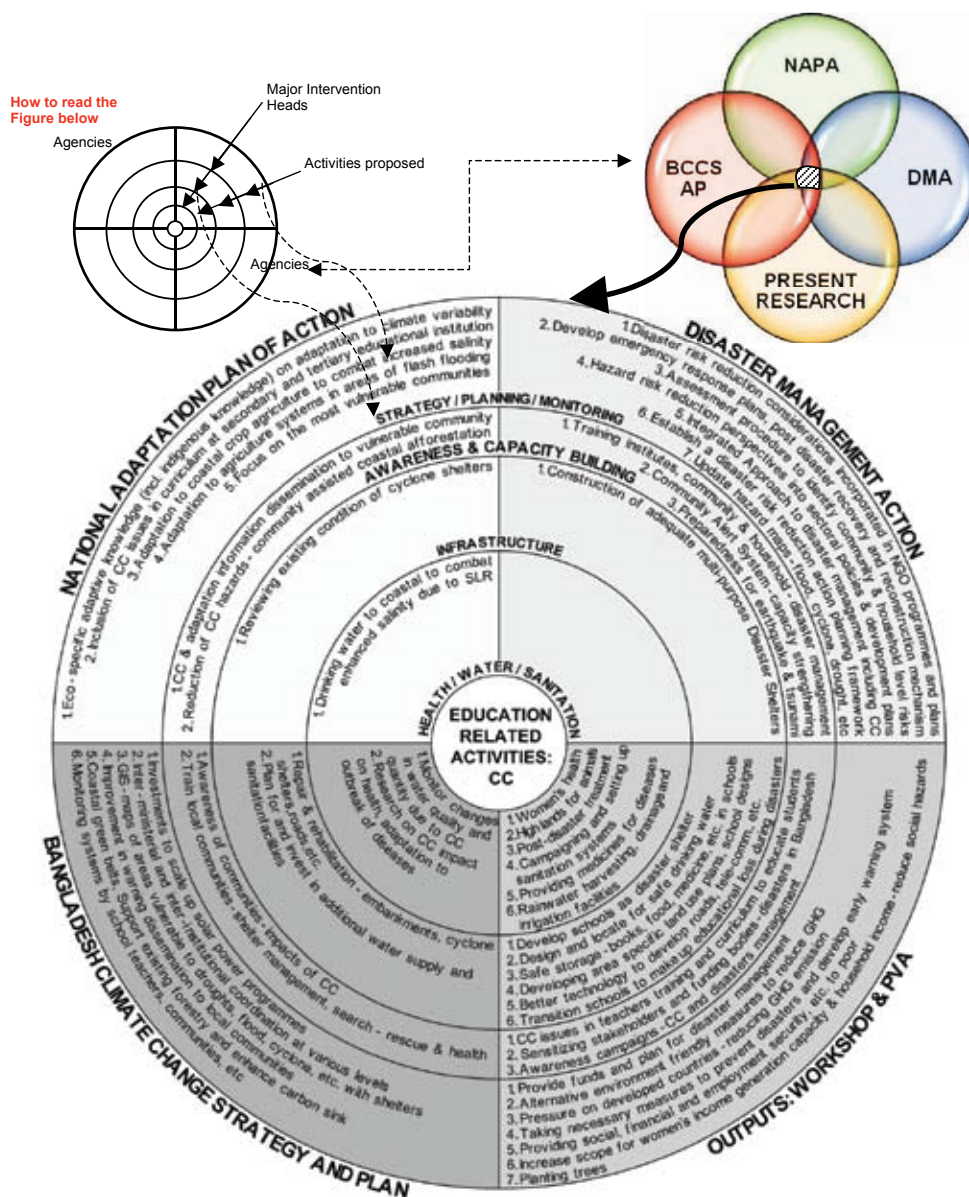 How to read the
Figure below
Agencies
Major Intervention
Heads
Activities proposed
Agencies
NAPA
BCCS
AP
DMA
PRESENT
RESEARCH
NATIONAL ADAPTATION PLAN OF ACTION
1.Eco - specific adaptive knowledge (incl. indigenous knowledge) on adaptation to climate variability
2. Inclusion of CC issues in curriculum at secondary and tertiary educational institution
3. Adaptation to coastal crop agriculture to combat increased salinity
4. Adaptation to agriculture systems in areas of flash flooding
5. Focus on the most vulnerable communities
STRATEGY / PLANNING / MONITORING
1.CC & adaptation information dissemination to vulnerable community
2. Reduction of CC hazards - community assisted coastal afforestation
AWARENESS & CAPACITY BUILDING
1.Reviewing existing condition of cyclone shelters
INFRASTRUCTURE
1.Drinking water to coastal to combat
enhanced salinity due to SLR
HEALTH / WATER / SANITATION
EDUCATION
RELATED
ACTIVITIES:
CC
DISASTER MANAGEMENT ACTION
1.Disaster risk reduction considerations incorporated in NGO programmes and plans
2. Develop emergency response plans, post disaster recovery and reconstruction mechanism
3. Assessment procedure to identify community & household level risks
4. Hazard risk reduction perspectives into sectoral policies & development plans
5. Integrated Approach to disaster management including CC
6. Establish a disaster risk reduction action planning framework
7. Update hazard maps - flood, cyclone, drought, etc
1.Training institutes, community & household - disaster management
2. Community Alert System capacity strengthening
3. Preparedness for earthquake & tsunami
1.Construction of adequate multi-purpose Disaster Shelters
BANGLADESH CLIMATE CHANGE STRATEGY AND PLAN
1.Monitor changes
in water quality and
quantity due to CC
2. Research on CC impact
on health, adaptation to
outbreak of diseases
1.Repair & rehabilitation - embankments, cyclone
shelters, roads, etc.
2. Plan for and invest in additional water supply and
sanitation facilities
1.Awareness of communities - impacts of CC
2. Train local communities - shelter management, search - rescue & health
1.Investments to scale up solar power programmes
2. Inter - ministerial and inter-institutional coordination at various levels
3. GIS - maps of areas vulnerable to droughts, flood, cyclone, etc. with shelters
4. Improvement in warning dissemination to local communities
5. Coastal green belts, Support existing forestry and enhance carbon sink
6. Monitoring systems by school teachers, communities, etc
OUTPUTS: WORKSHOP & PVA
1.Women's health
2. High lands for animals
3. Post-disaster treatment
4. Campaigning and setting up
sanitation systems
5. Providing medicines for diseases
6. Rainwater harvesting, drainage and
irrigation facilities
1.Develop schools as disaster shelter
2. Design and locate for safe drinking water
3. Safe storage - books, food, medicine, etc. in schools
4. Developing area specific land use plans, school designs
5. Better technology to develop roads, tele-comm. etc.
6. Transition schools to make up educational loss during disasters
1.CC issues in teachers training and curriculum to educate students
2. Sensitizing stakeholders and funding bodies - disasters in Bangladesh
3. Awareness campaigns - CC and disasters management
1.Provide funds and plan for disaster management
2. Alternative environment friendly measures to reduce GHG
3. Pressure on developed countries - reducing GHG emission
4. Taking necessary measures to prevent disasters and develop early warning system
5. Providing social, financial and employment security, etc. to poor
6. Increase scope for women's income generation capacity & household income - reduce social hazards
7. Planting trees